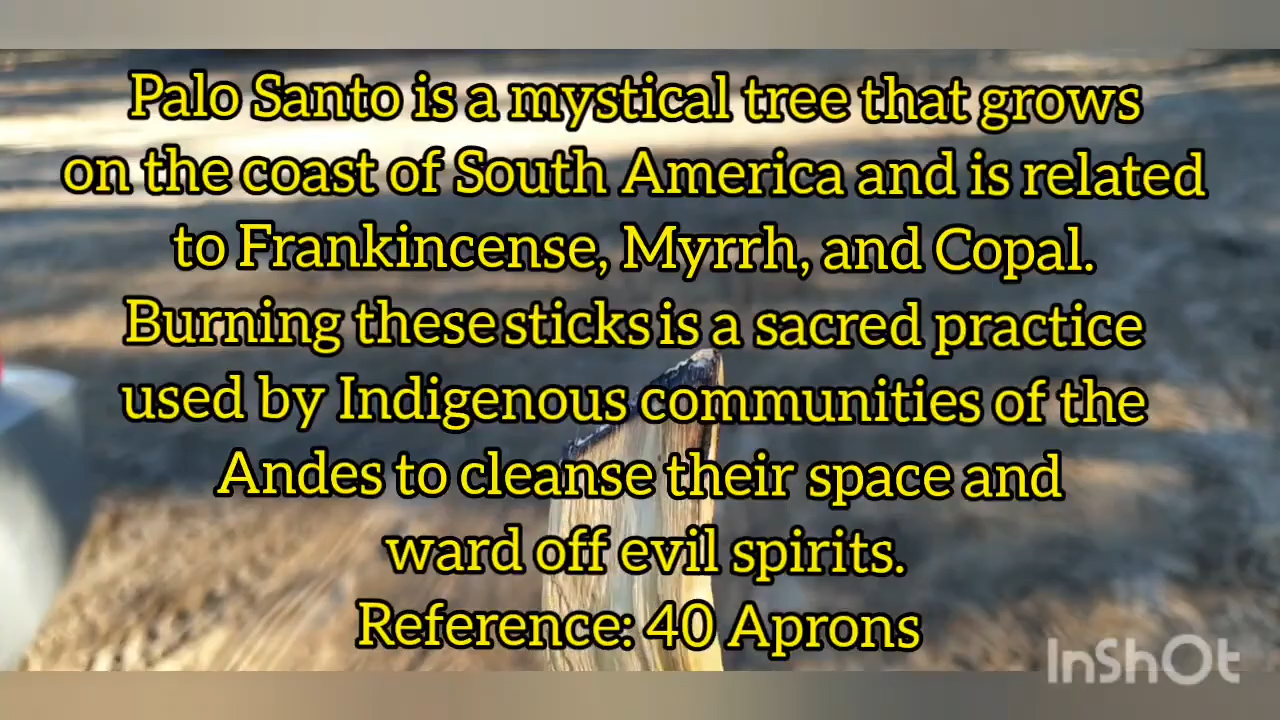 Palo Santo is a mystical tree that grows
on the coast of South America and is related
to Frankincense, Myrrh, and Copal.
Burning these sticks is a sacred practice
used by Indigenous communities of the
Andes to cleanse their space and
ward off evil spirits.
Reference: 40 Aprons
InShOt